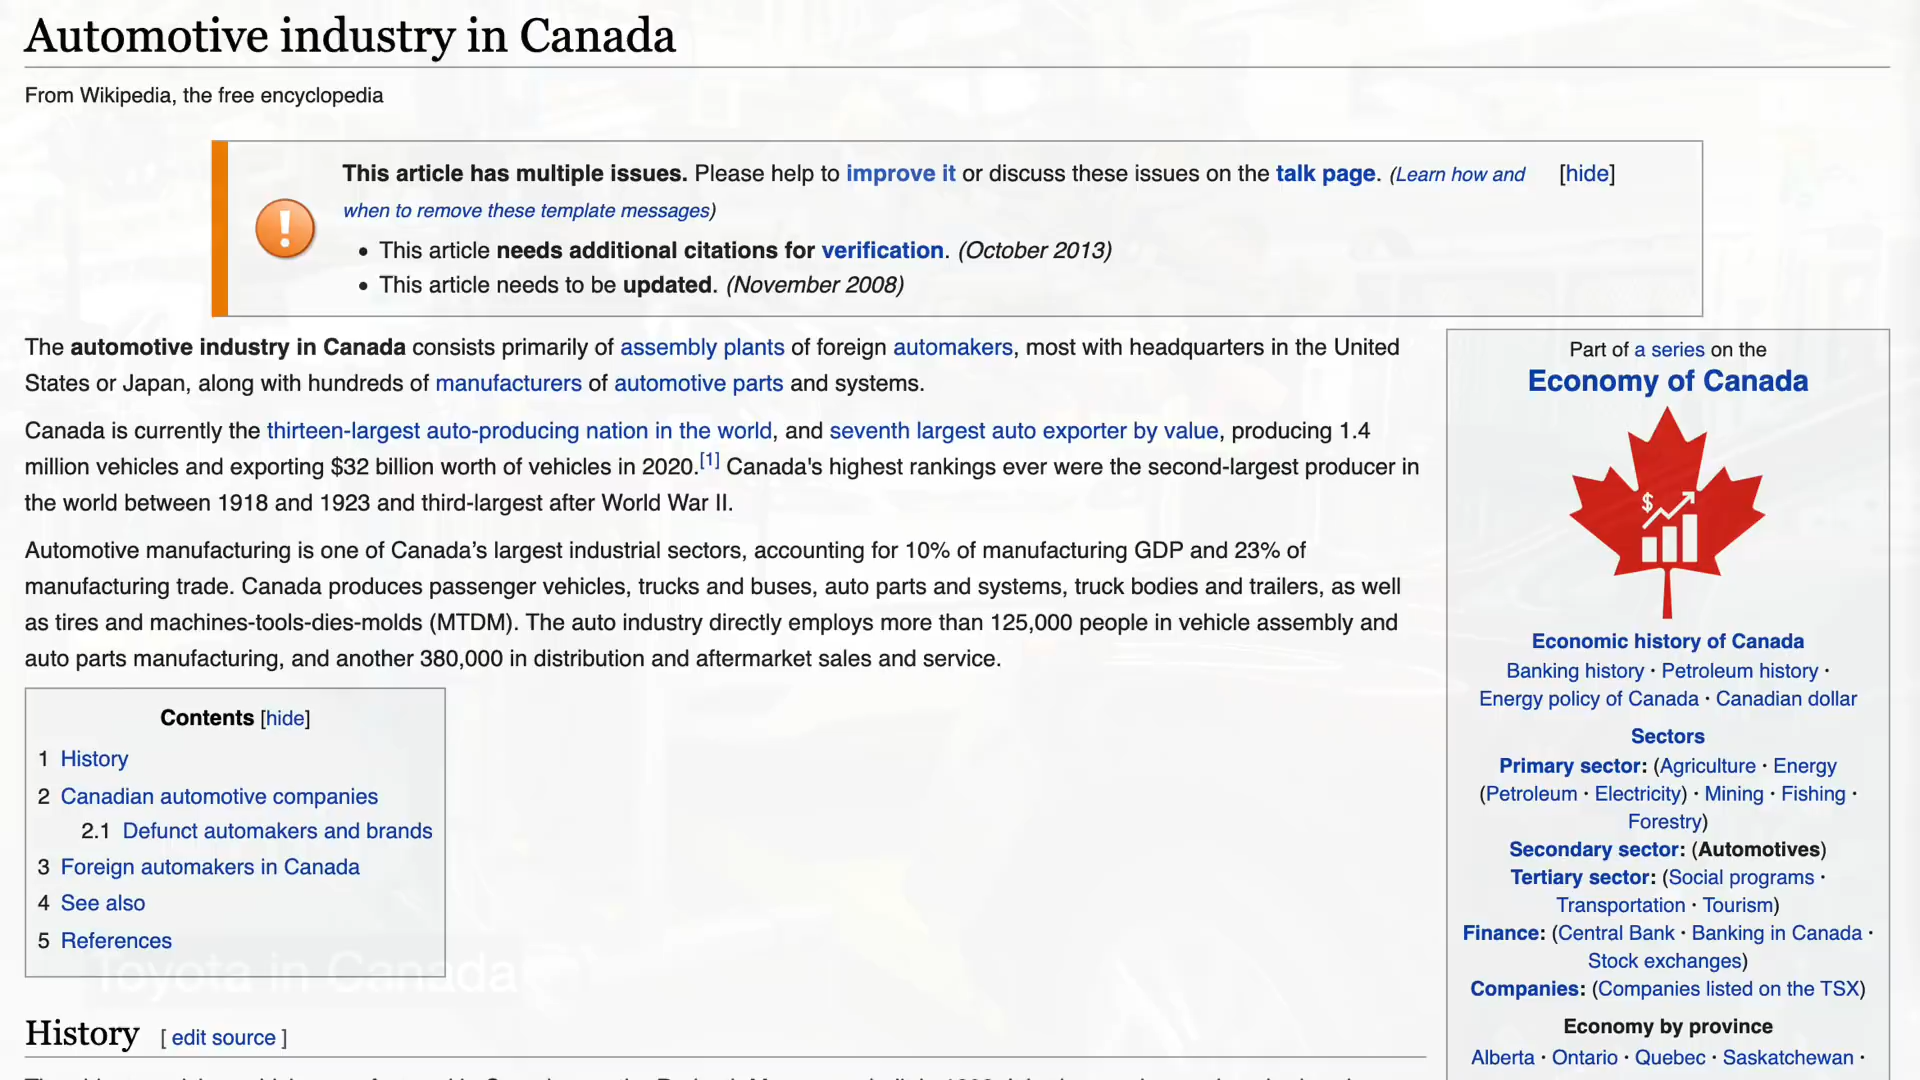 Automotive industry in Canada
From Wikipedia, the free encyclopedia
This article has multiple issues. Please help to improve it or discuss these issues on the talk page. (Learn how and [hide]
when to remove these template messages)
• This article needs additional citations for verification. (October 2013)
• This article needs to be updated. (November 2008)
The automotive industry in Canada consists primarily of assembly plants of foreign automakers, most with headquarters in the United
States or Japan, along with hundreds of manufacturers of automotive parts and systems.
Canada is currently the thirteen-largest auto-producing nation in the world, and seventh largest auto exporter by value, producing 1.4
million vehicles and exporting $32 billion worth of vehicles in 2020.[1] Canada's highest rankings ever were the second-largest producer in
the world between 1918 and 1923 and third-largest after World War II.
Automotive manufacturing is one of Canada’s largest industrial sectors, accounting for 10% of manufacturing GDP and 23% of
manufacturing trade. Canada produces passenger vehicles, trucks and buses, auto parts and systems, truck bodies and trailers, as well
as tires and machines-tools-dies-molds (MTDM). The auto industry directly employs more than 125,000 people in vehicle assembly and
auto parts manufacturing, and another 380,000 in distribution and aftermarket sales and service.
Contents [hide]
1 History
2 Canadian automotive companies
2.1 Defunct automakers and brands
3 Foreign automakers in Canada
4 See also
5 References
Toyota in Canada
History [ edit source ]
Part of a series on the
Economy of Canada
$
Economic history of Canada
Banking history · Petroleum history ·
Energy policy of Canada · Canadian dollar
Sectors
Primary sector: (Agriculture · Energy
(Petroleum · Electricity) · Mining · Fishing ·
Forestry)
Secondary sector: (Automotives)
Tertiary sector: (Social programs ·
Transportation · Tourism)
Finance: (Central Bank · Banking in Canada ·
Stock exchanges)
Companies: (Companies listed on the TSX)
Economy by province
Alberta · Ontario · Quebec · Saskatchewan ·